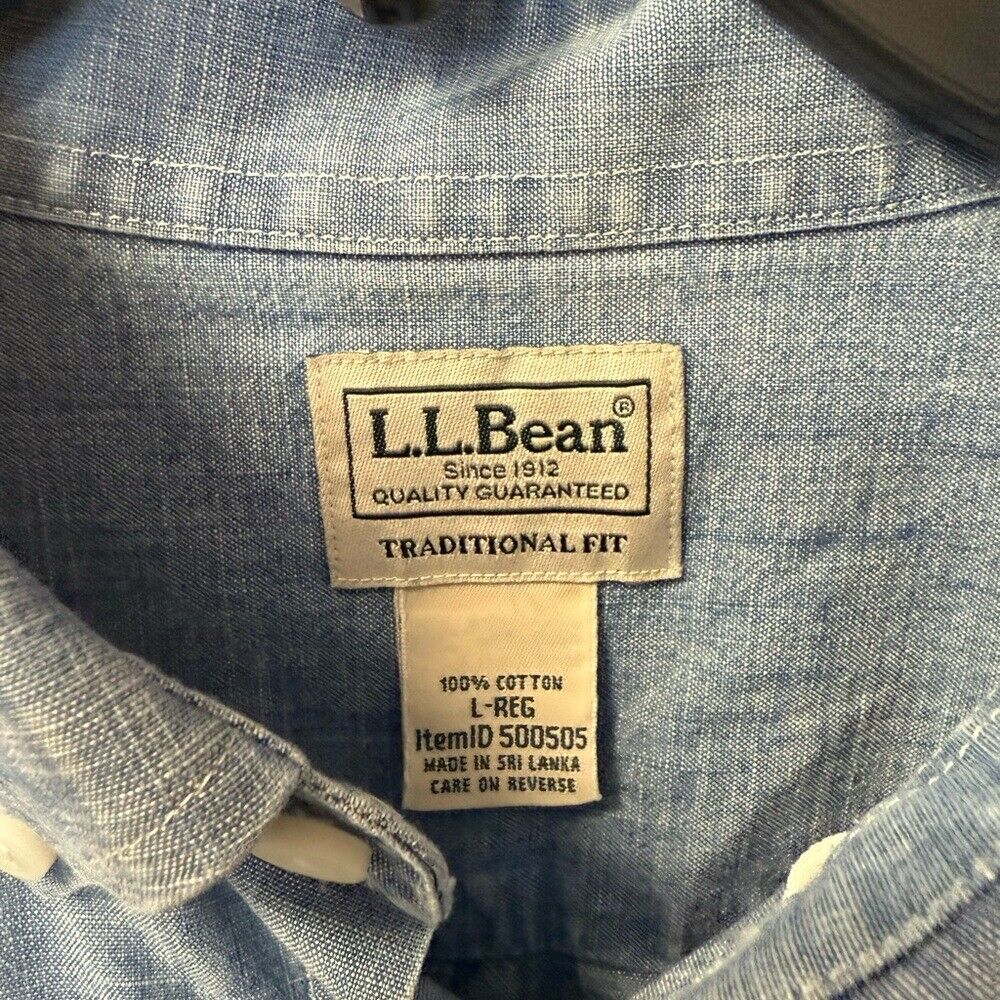 L.L.Bean®
Since 1912
QUALITY GUARANTEED
TRADITIONAL FIT
100% COTTON
L-REG
ItemID 500505
MADE IN SRI LANKA
CARE ON REVERSE